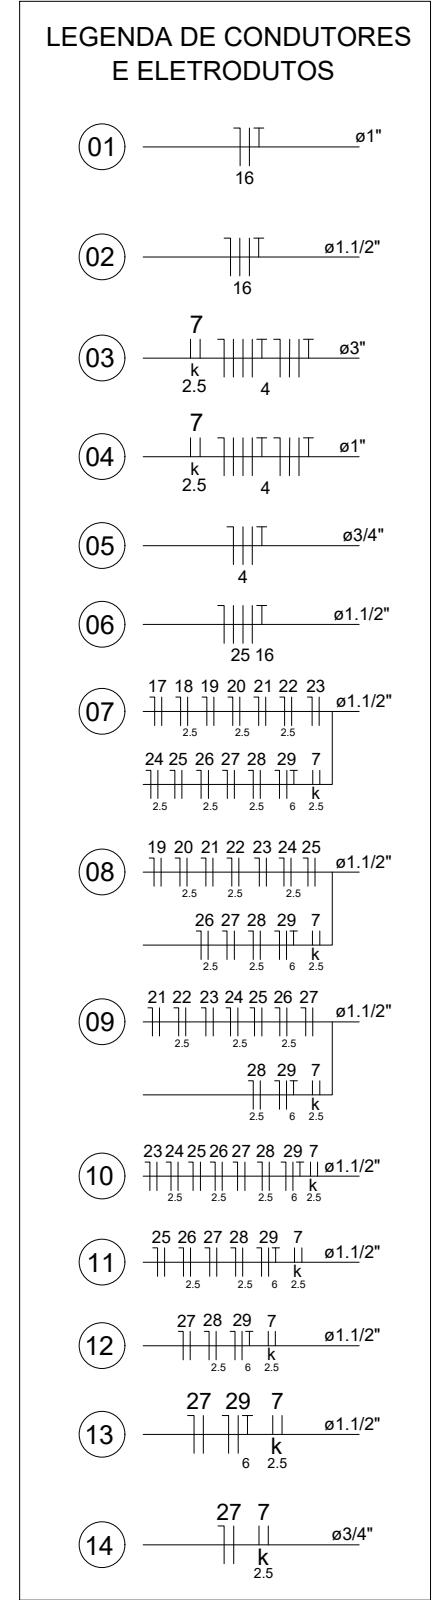 LEGENDA DE CONDUTORES
E ELETRODUTOS
01 ø1"
16
02 ø1.1/2"
16
7
03 ø3"
k
2.5 4
7
04 ø1"
k
2.5 4
05 ø3/4"
4
06 ø1.1/2"
25 16
17 18 19 20 21 22 23
07 ø1.1/2"
2.5 2.5 2.5
24 25 26 27 28 29 7
k
2.5 2.5 2.5 6 2.5
19 20 21 22 23 24 25
08 ø1.1/2"
2.5 2.5 2.5
26 27 28 29 7
k
2.5 2.5 6 2.5
21 22 23 24 25 26 27
09 ø1.1/2"
2.5 2.5 2.5
28 29 7
k
2.5 6 2.5
23 24 25 26 27 28 29 7
10 ø1.1/2"
k
2.5 2.5 2.5 6 2.5
25 26 27 28 29 7
11 ø1.1/2"
k
2.5 2.5 6 2.5
27 28 29 7
12 ø1.1/2"
k
2.5 6 2.5
27 29 7
13 ø1.1/2"
k
6 2.5
27 7
14 ø3/4"
k
2.5